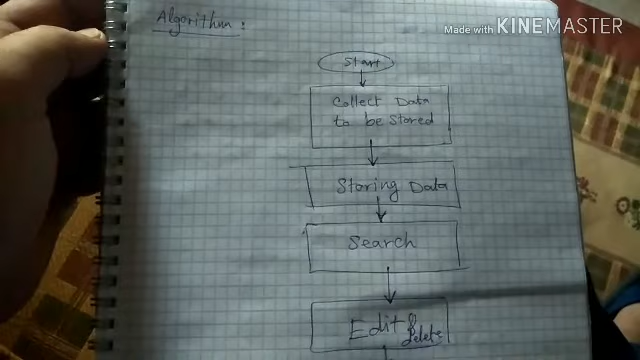 Algorithm:
Made with KINEMASTER
Start
Collect Data
to be Stored
Storing Data
Search
Edit &
delete